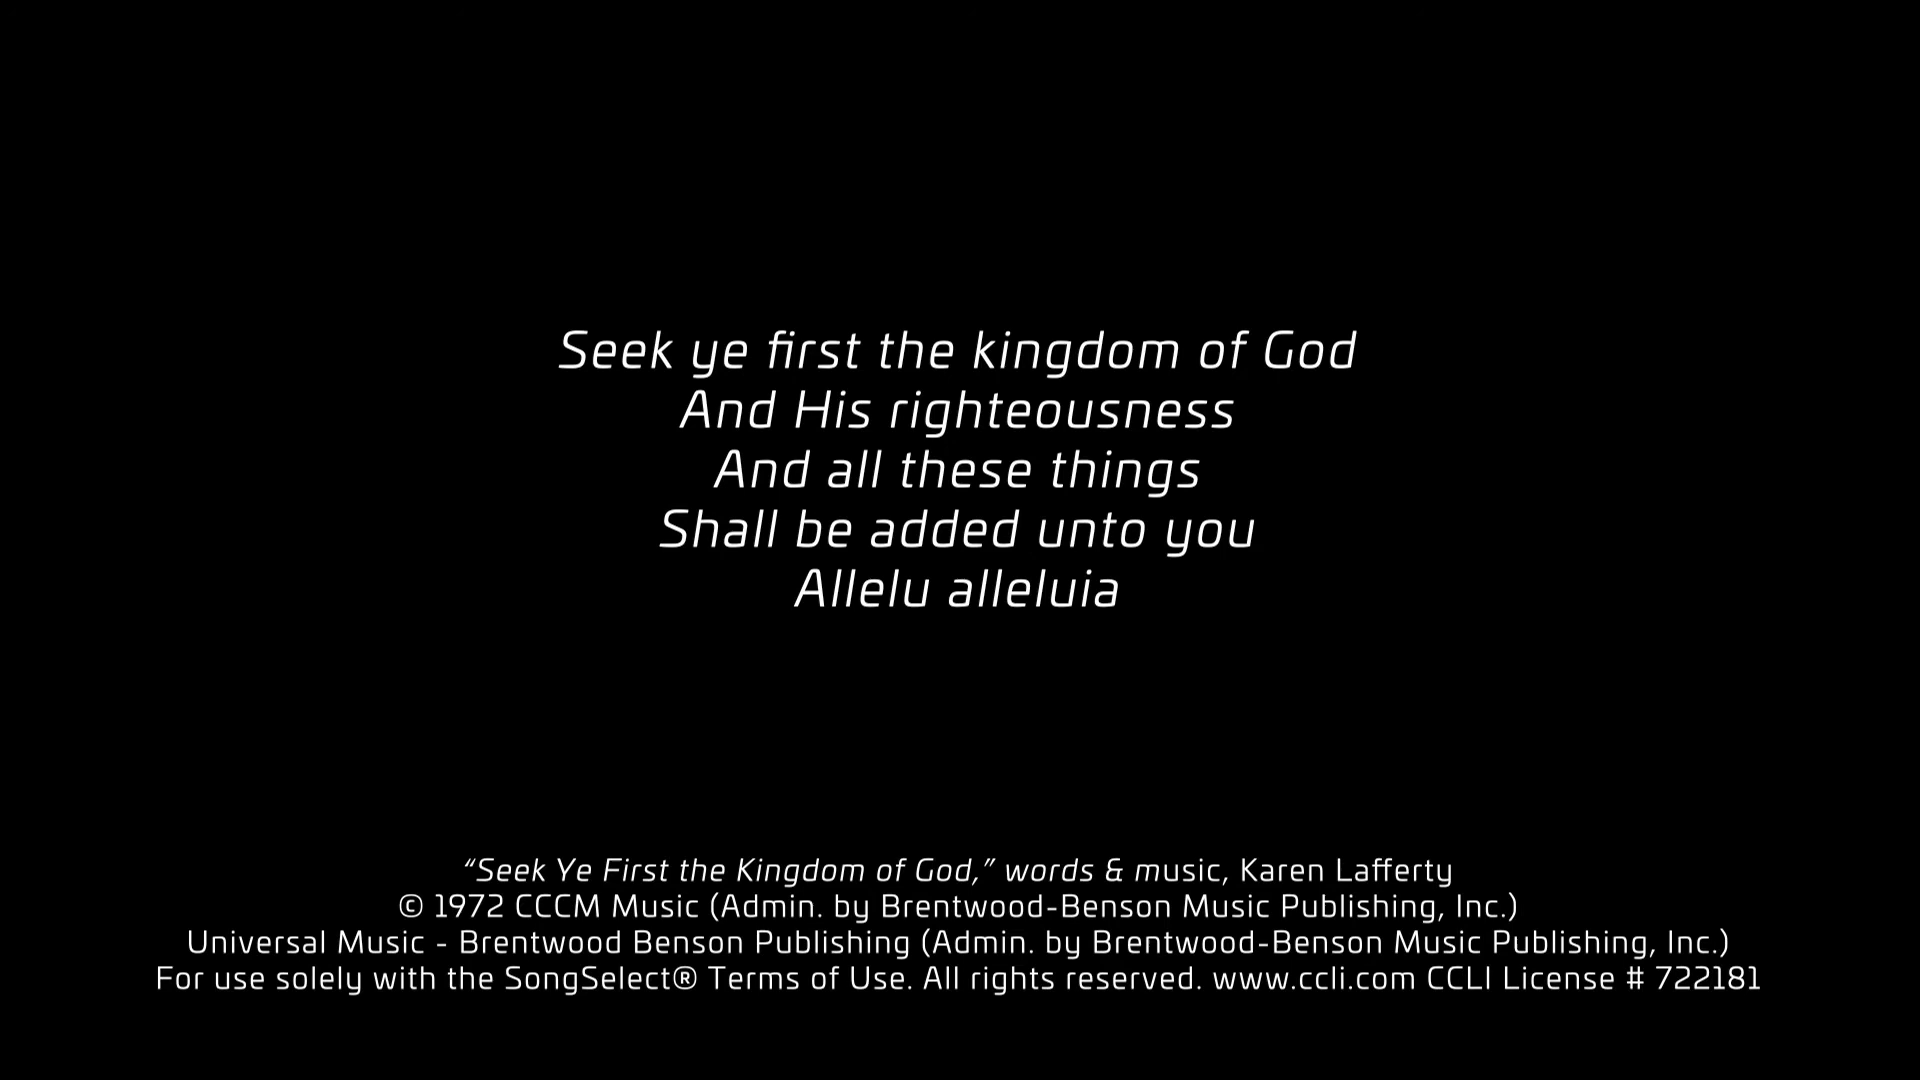 Seek ye first the kingdom of God
And His righteousness
And all these things
Shall be added unto you
Allelu alleluia
“Seek Ye First the Kingdom of God,” words & music, Karen Lafferty
© 1972 CCCM Music (Admin. by Brentwood-Benson Music Publishing, Inc.)
Universal Music - Brentwood Benson Publishing (Admin. by Brentwood-Benson Music Publishing, Inc.)
For use solely with the SongSelect® Terms of Use. All rights reserved. www.ccli.com CCLI License # 722181